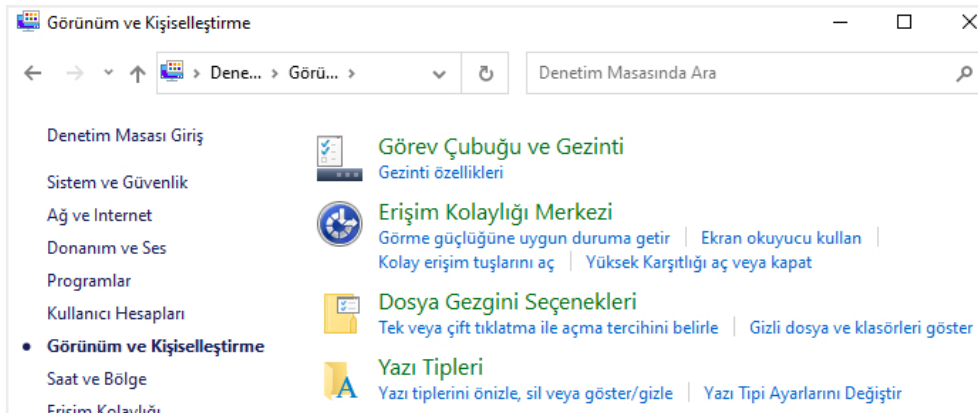 Görünüm ve Kişiselleştirme
Dene... Görü...
Denetim Masasında Ara
Denetim Masası Giriş
Sistem ve Güvenlik
Ağ ve Internet
Donanım ve Ses
Programlar
Kullanıcı Hesapları
Görünüm ve Kişiselleştirme
Saat ve Bölge
Erişim Kolaylığı
Görev Çubuğu ve Gezinti
Gezinti özellikleri
Erişim Kolaylığı Merkezi
Görme güçlüğüne uygun duruma getir | Ekran okuyucu kullan |
Kolay erişim tuşlarını aç | Yüksek Karşıtlığı aç veya kapat
Dosya Gezgini Seçenekleri
Tek veya çift tıklatma ile açma tercihini belirle | Gizli dosya ve klasörleri göster
Yazı Tipleri
Yazı tiplerini önizle, sil veya göster/gizle | Yazı Tipi Ayarlarını Değiştir